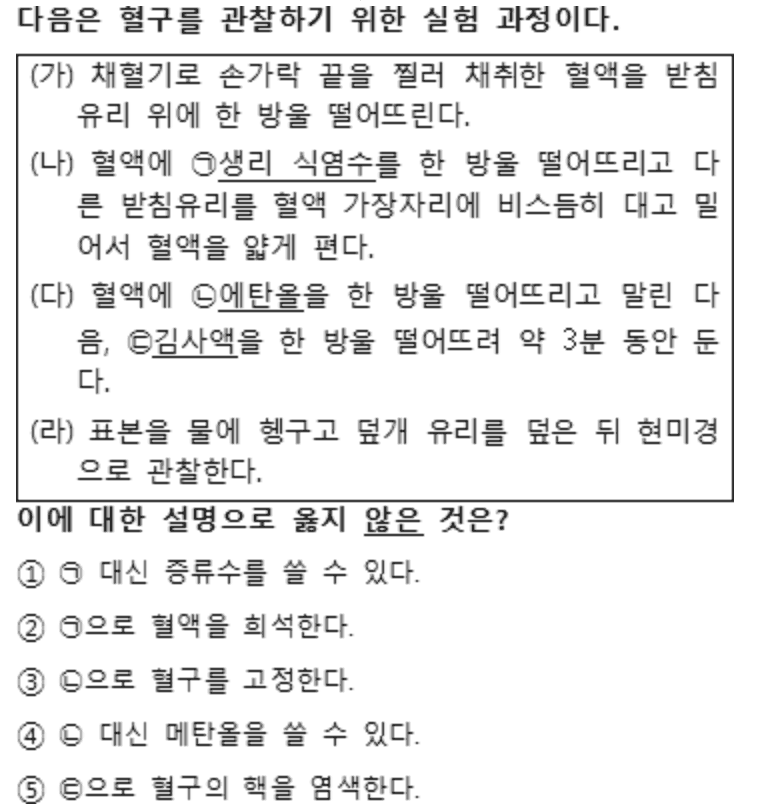 다음은 혈구를 관찰하기 위한 실험 과정이다.
(가) 채혈기로 손가락 끝을 찔러 채취한 혈액을 받침
유리 위에 한 방울 떨어뜨린다.
(나) 혈액에 ㉠생리 식염수를 한 방울 떨어뜨리고 다
른 받침유리를 혈액 가장자리에 비스듬히 대고 밀
어서 혈액을 얇게 편다.
(다) 혈액에 ㉡에탄올을 한 방울 떨어뜨리고 말린 다
음, ㉢김사액을 한 방울 떨어뜨려 약 3분 동안 둔
다.
(라) 표본을 물에 헹구고 덮개 유리를 덮은 뒤 현미경
으로 관찰한다.
이에 대한 설명으로 옳지 않은 것은?
① ㉠ 대신 증류수를 쓸 수 있다.
② ㉠으로 혈액을 희석한다.
③ ㉡으로 혈구를 고정한다.
④ ㉡ 대신 메탄올을 쓸 수 있다.
⑤ ㉢으로 혈구의 핵을 염색한다.